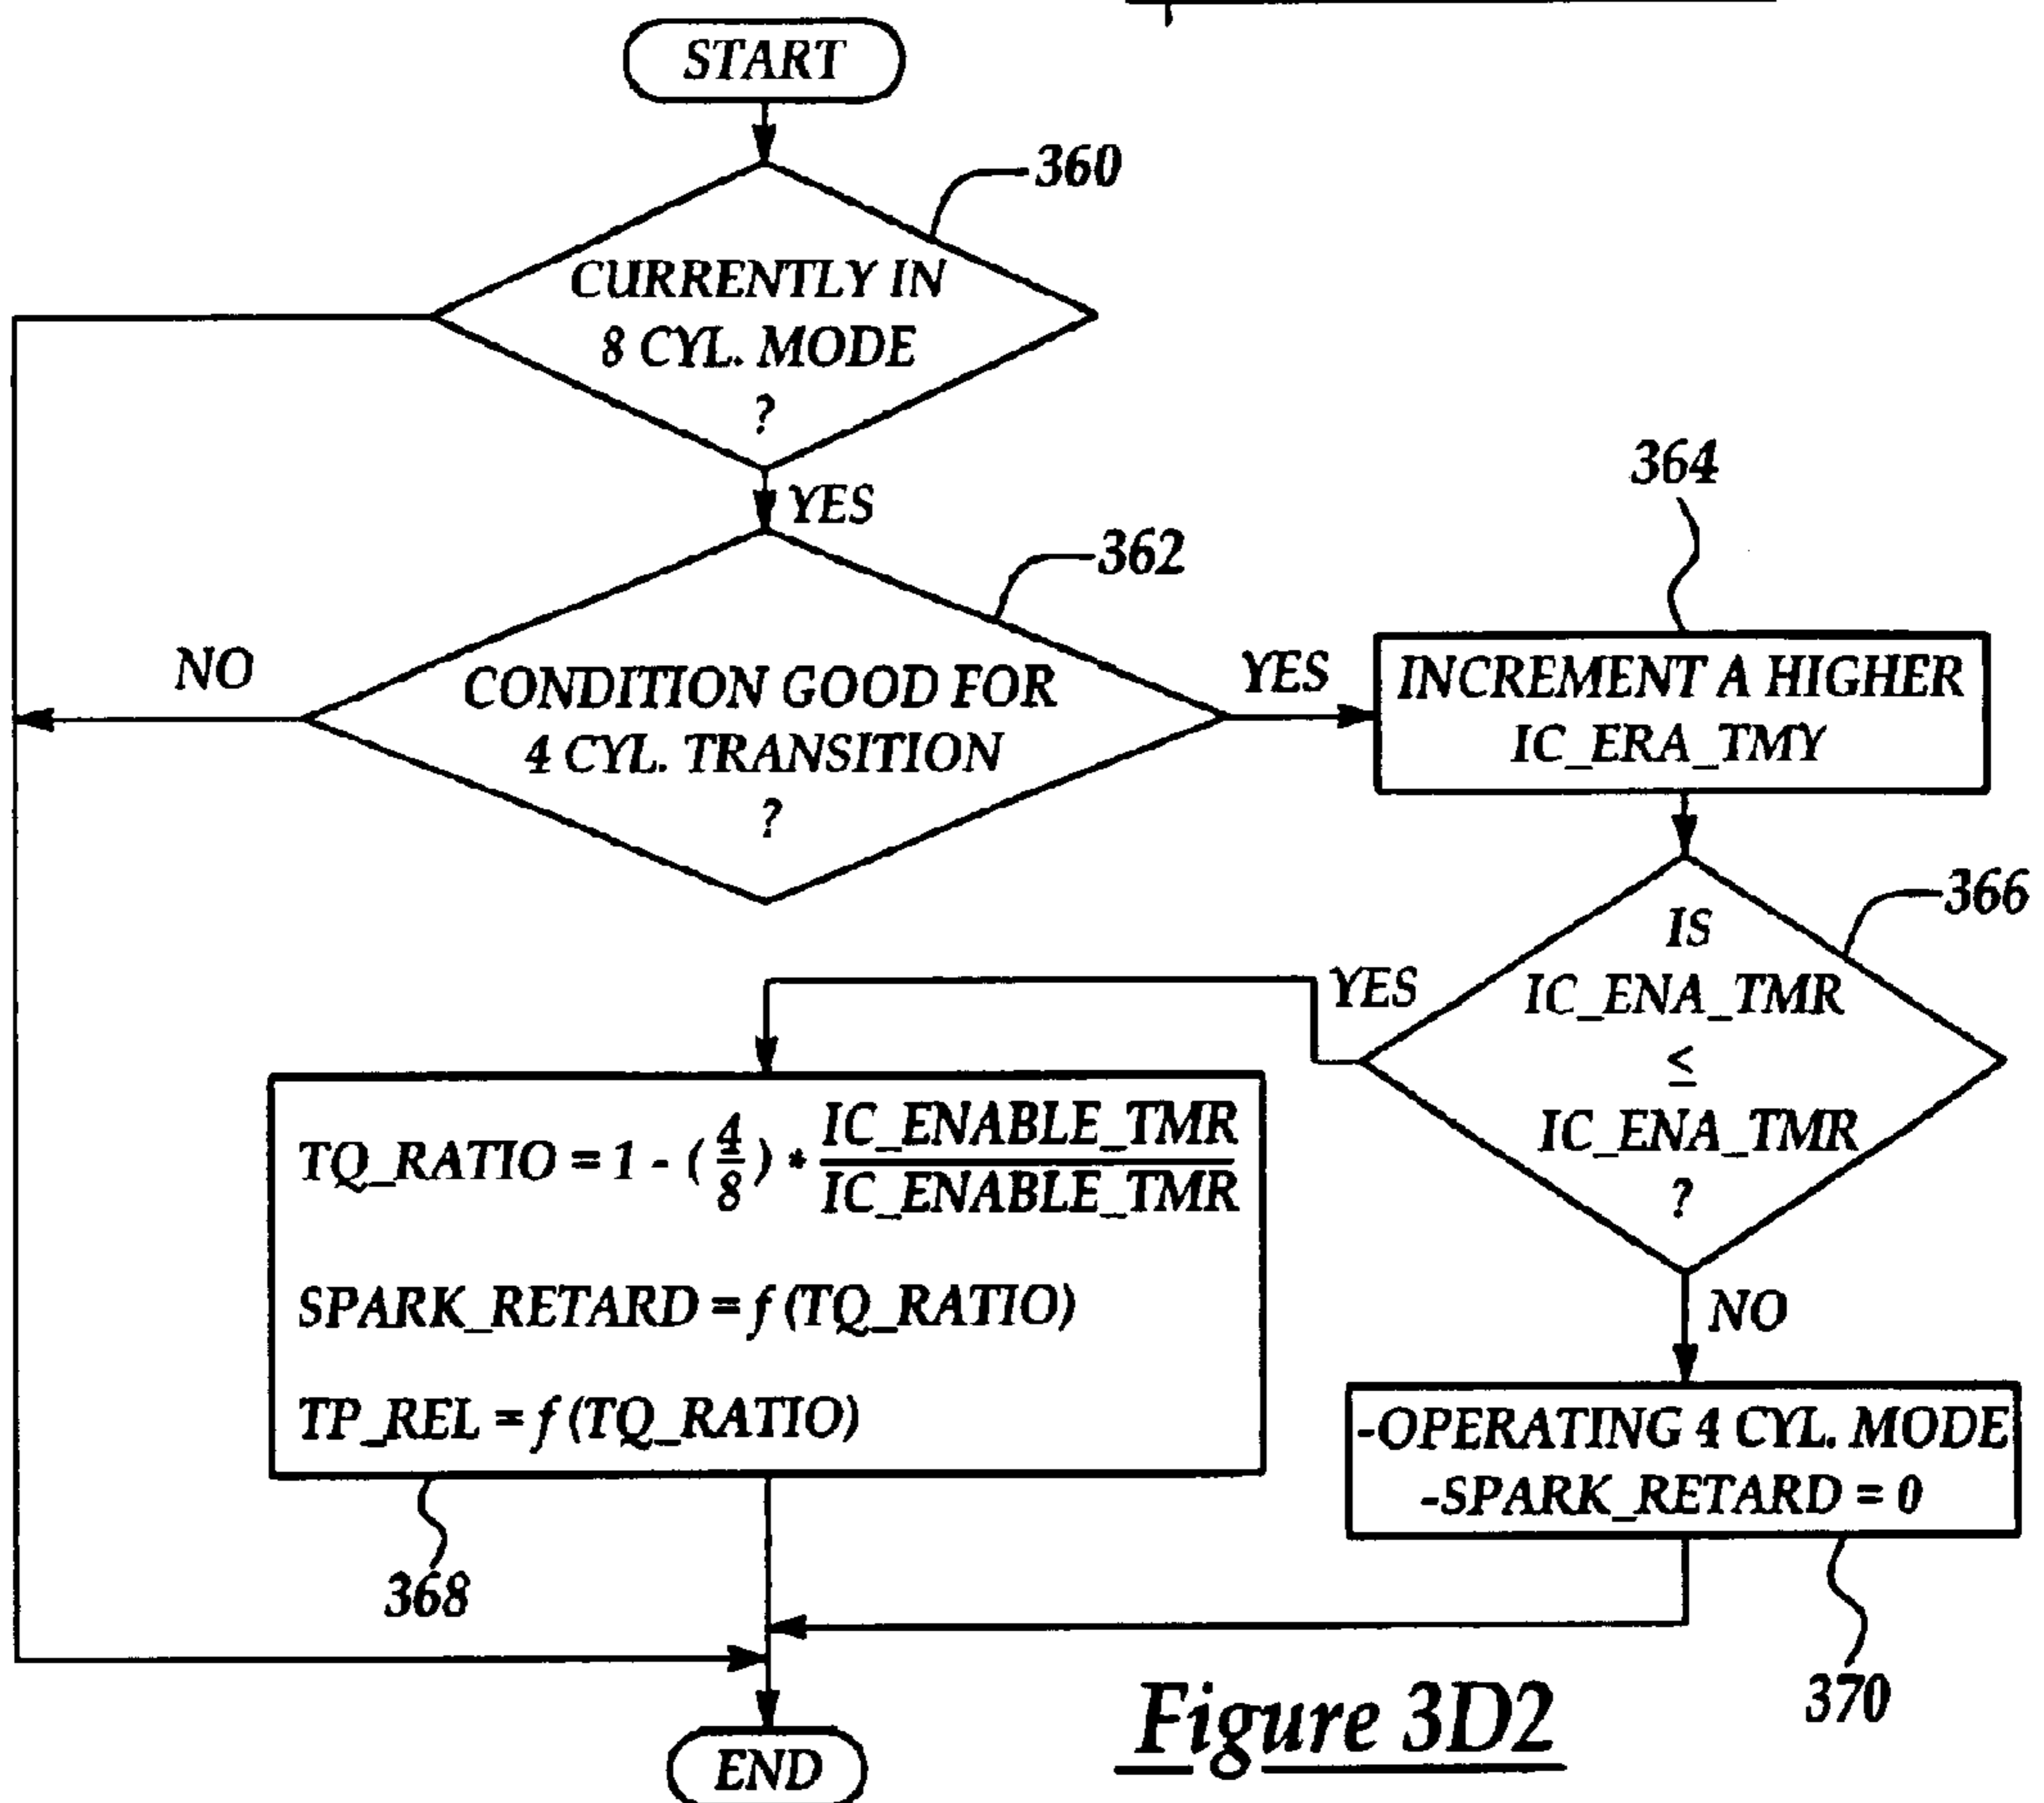 START
360
CURRENTLY IN
8 CYL. MODE
?
YES
362
CONDITION GOOD FOR
4 CYL. TRANSITION
?
NO
YES
364
INCREMENT A HIGHER
IC_ERA_TMY
366
IS
IC_ENA_TMR
≤
IC_ENA_TMR
?
YES
TQ_RATIO = 1 - (4/8) * IC_ENABLE_TMR/IC_ENABLE_TMR
SPARK_RETARD = f (TQ_RATIO)
TP_REL = f (TQ_RATIO)
368
NO
-OPERATING 4 CYL. MODE
-SPARK_RETARD = 0
370
END
Figure 3D2